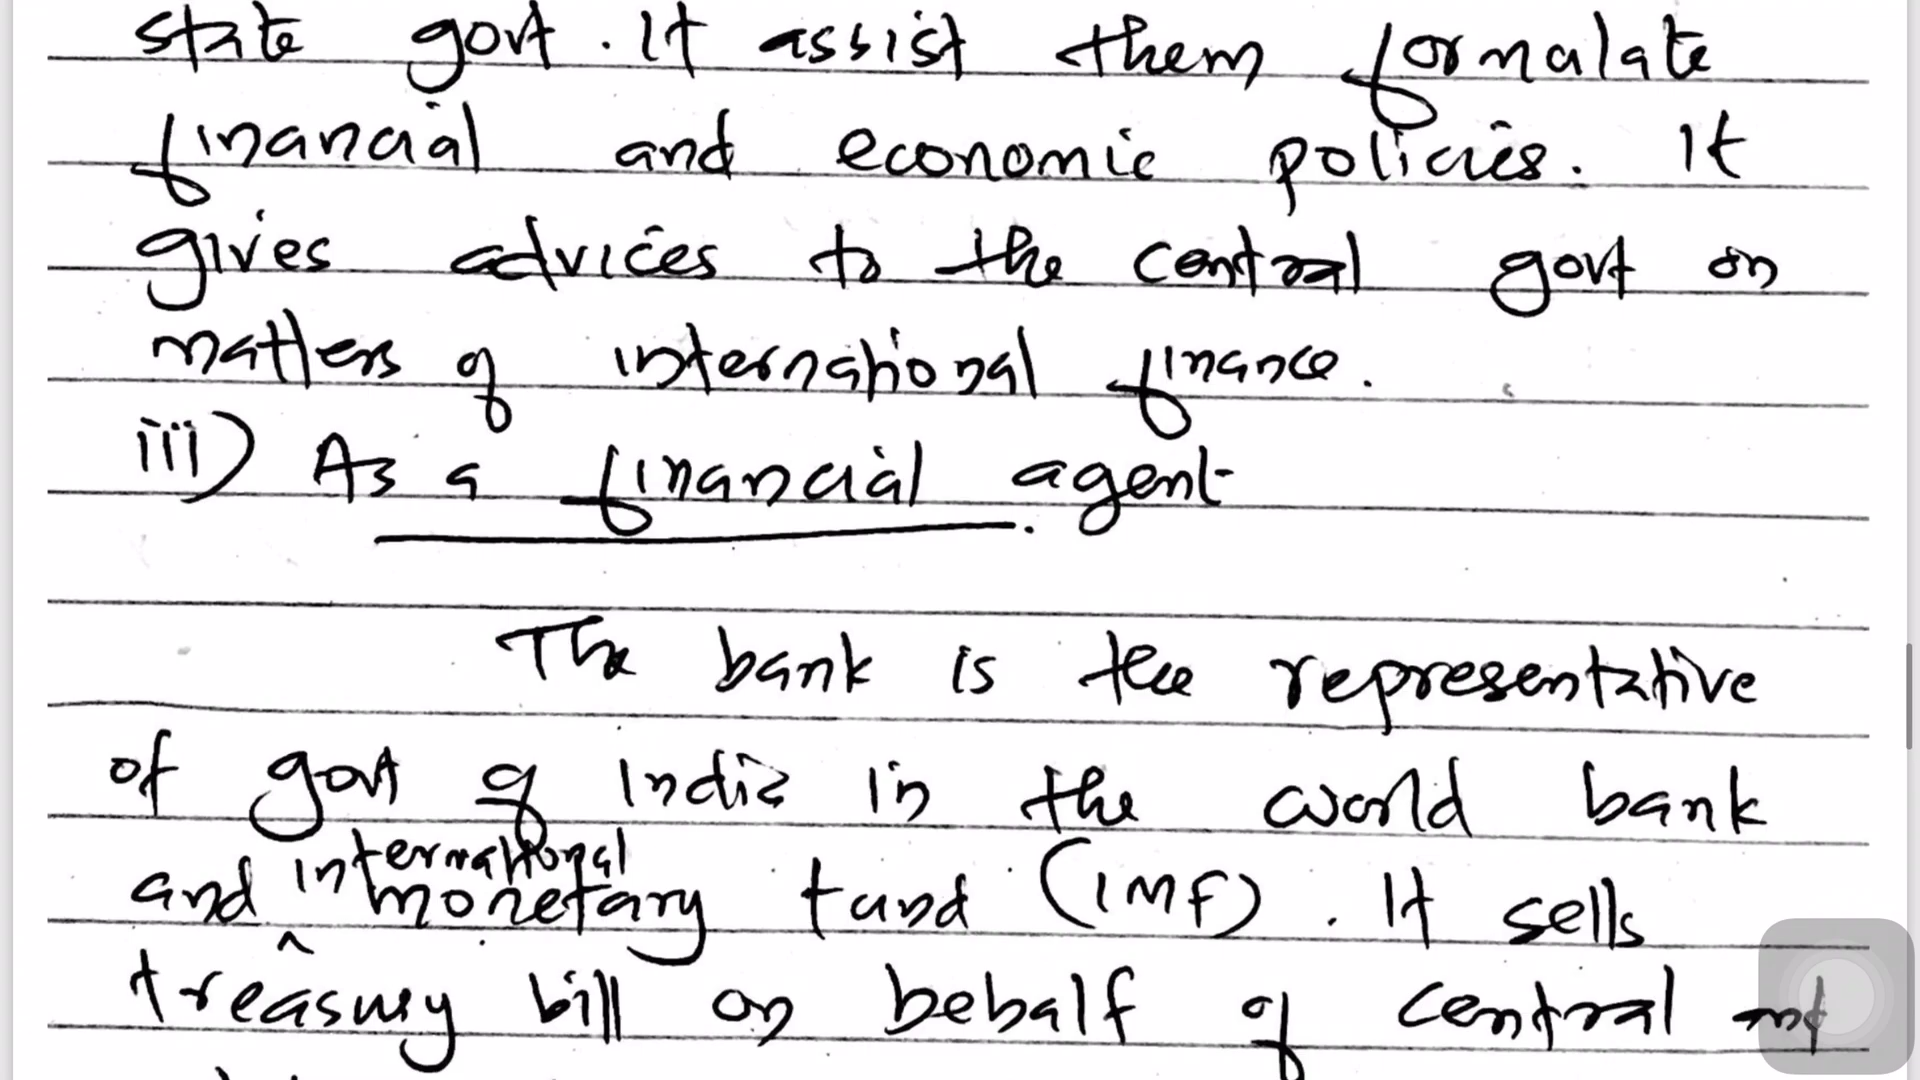 state govt. It assist them formalate
financial and economic policies. It
gives advices to the central govt on
matters of international finance.
iii) As a financial agent
The bank is the representative
of govt of India in the world bank
and international monetary fund (IMF). It sells
treasury bill on behalf of central and